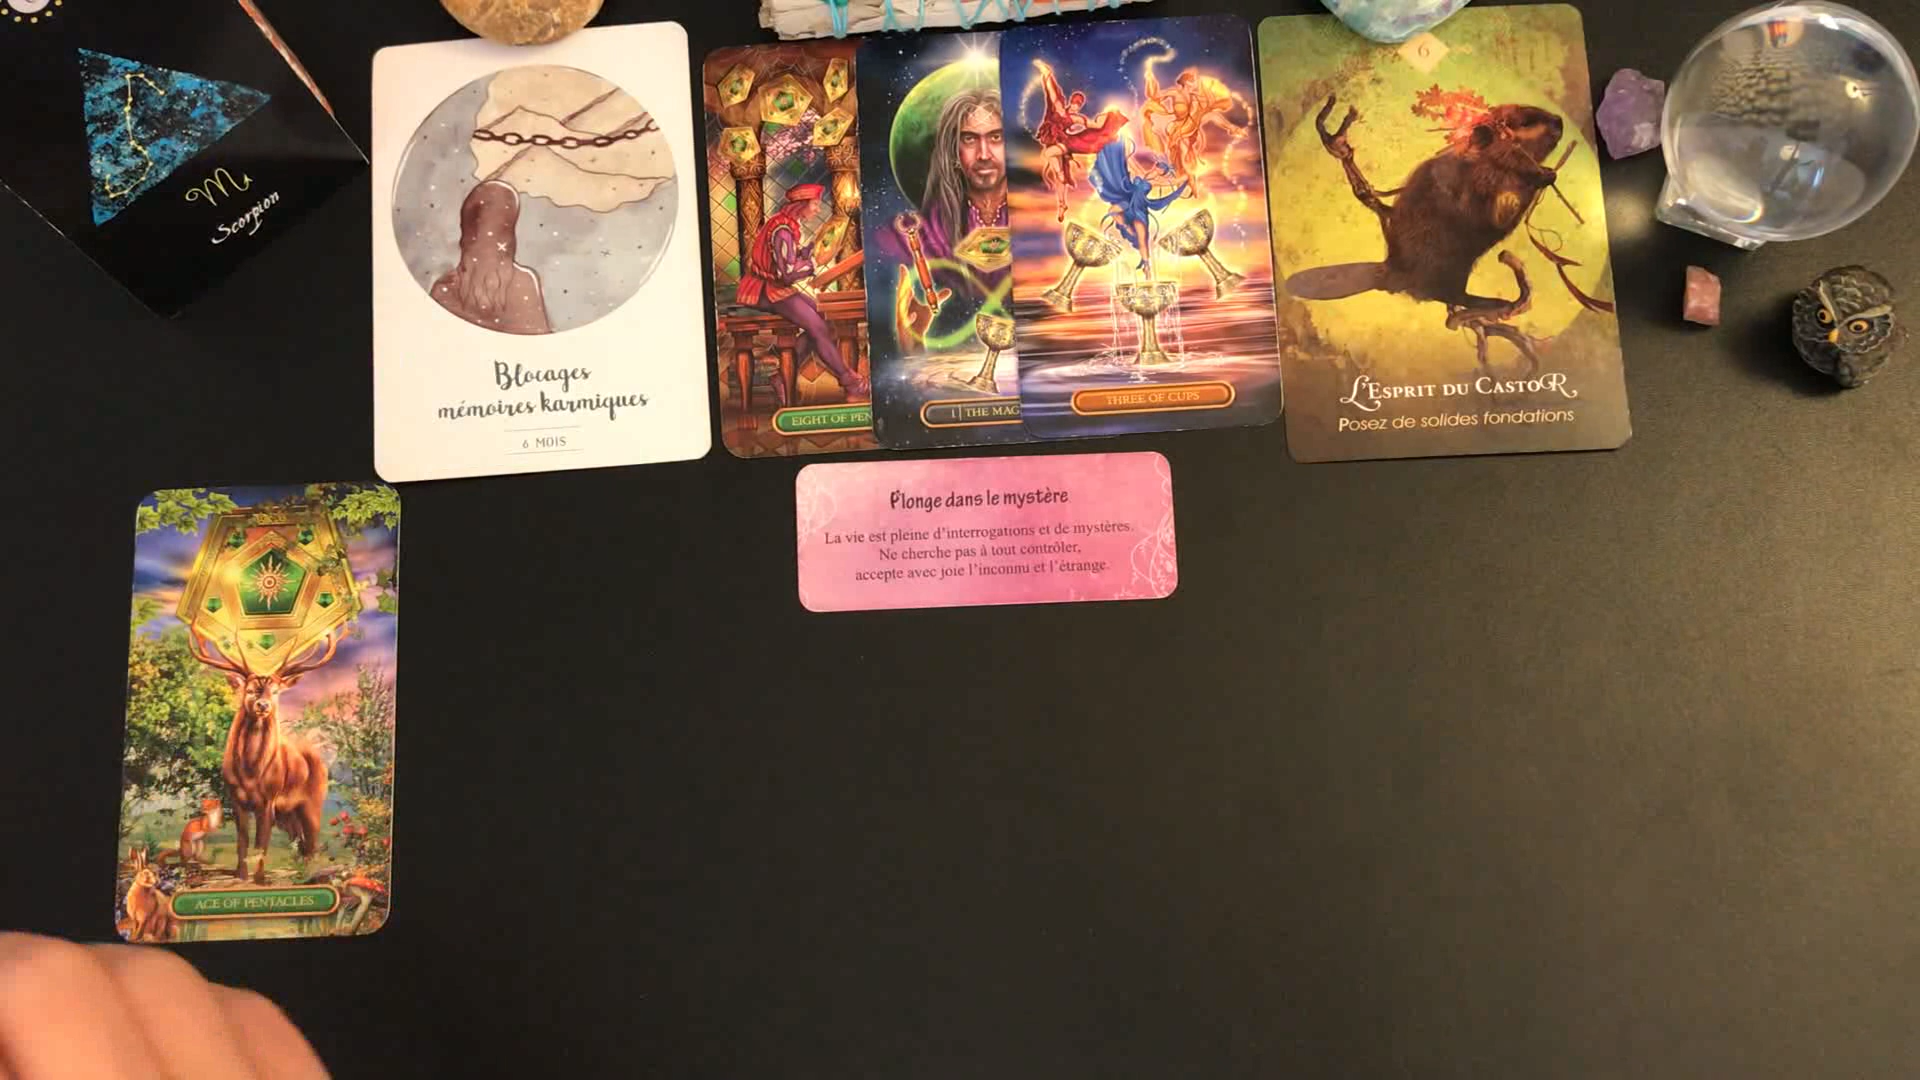 Scorpion
Blocages
mémoires karmiques
6 MOIS
EIGHT OF PEN
I THE MAG
THREE OF CUPS
6
L'ESPRIT DU CASTOR
Posez de solides fondations
Plonge dans le mystère
La vie est pleine d'interrogations et de mystères.
Ne cherche pas à tout contrôler,
accepte avec joie l'inconnu et l'étrange.
ACE OF PENTACLES